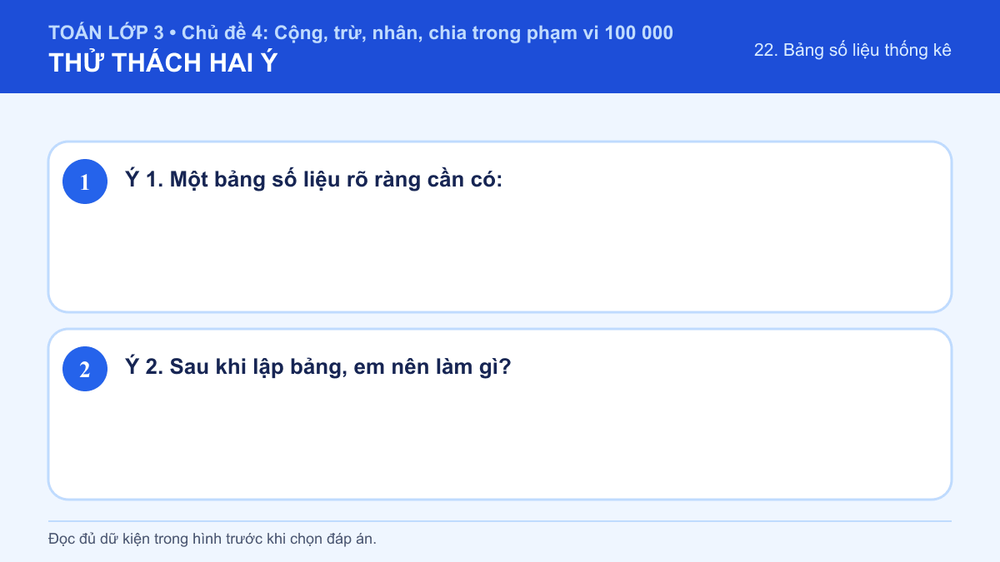 TOÁN LỚP 3 • Chủ đề 4: Cộng, trừ, nhân, chia trong phạm vi 100 000
THỬ THÁCH HAI Ý
22. Bảng số liệu thống kê
1
Ý 1. Một bảng số liệu rõ ràng cần có:
2
Ý 2. Sau khi lập bảng, em nên làm gì?
Đọc đủ dữ kiện trong hình trước khi chọn đáp án.